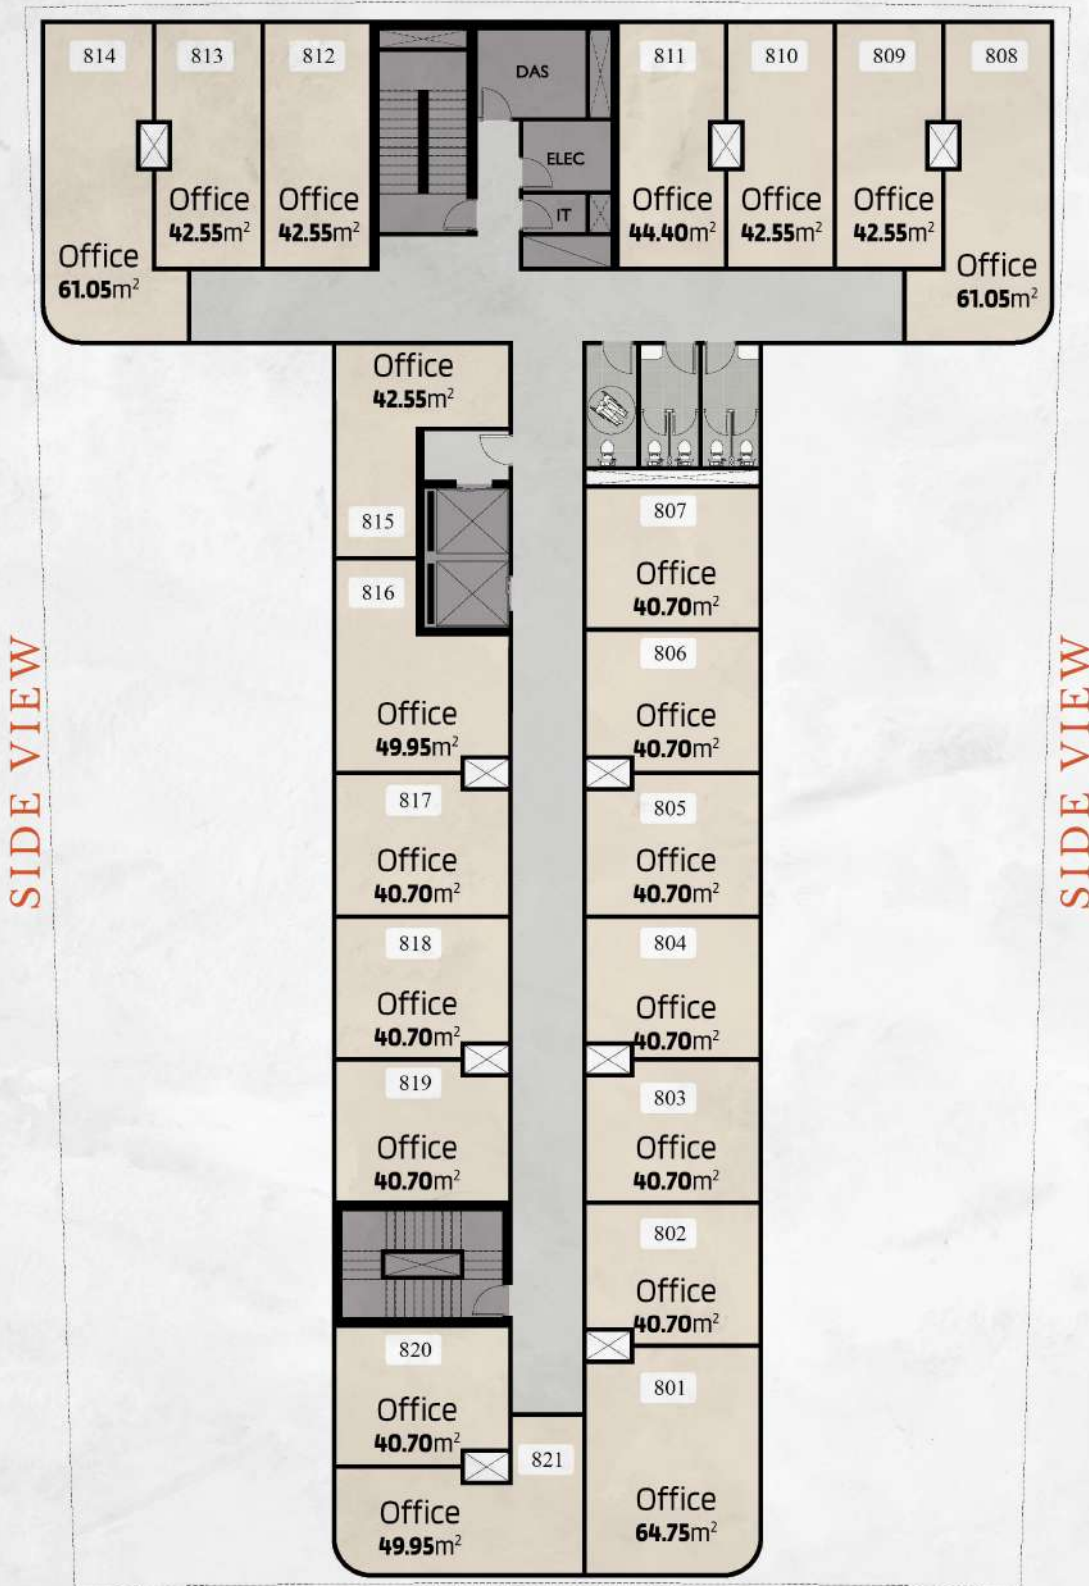 814
813
812
DAS
811
810
809
808
ELEC
IT
Office
42.55m²
Office
42.55m²
Office
44.40m²
Office
42.55m²
Office
42.55m²
Office
61.05m²
Office
61.05m²
Office
42.55m²
815
807
Office
40.70m²
816
Office
49.95m²
806
Office
40.70m²
SIDE VIEW
SIDE VIEW
817
Office
40.70m²
805
Office
40.70m²
818
Office
40.70m²
804
Office
40.70m²
819
Office
40.70m²
803
Office
40.70m²
802
Office
40.70m²
820
Office
40.70m²
801
Office
64.75m²
821
Office
49.95m²